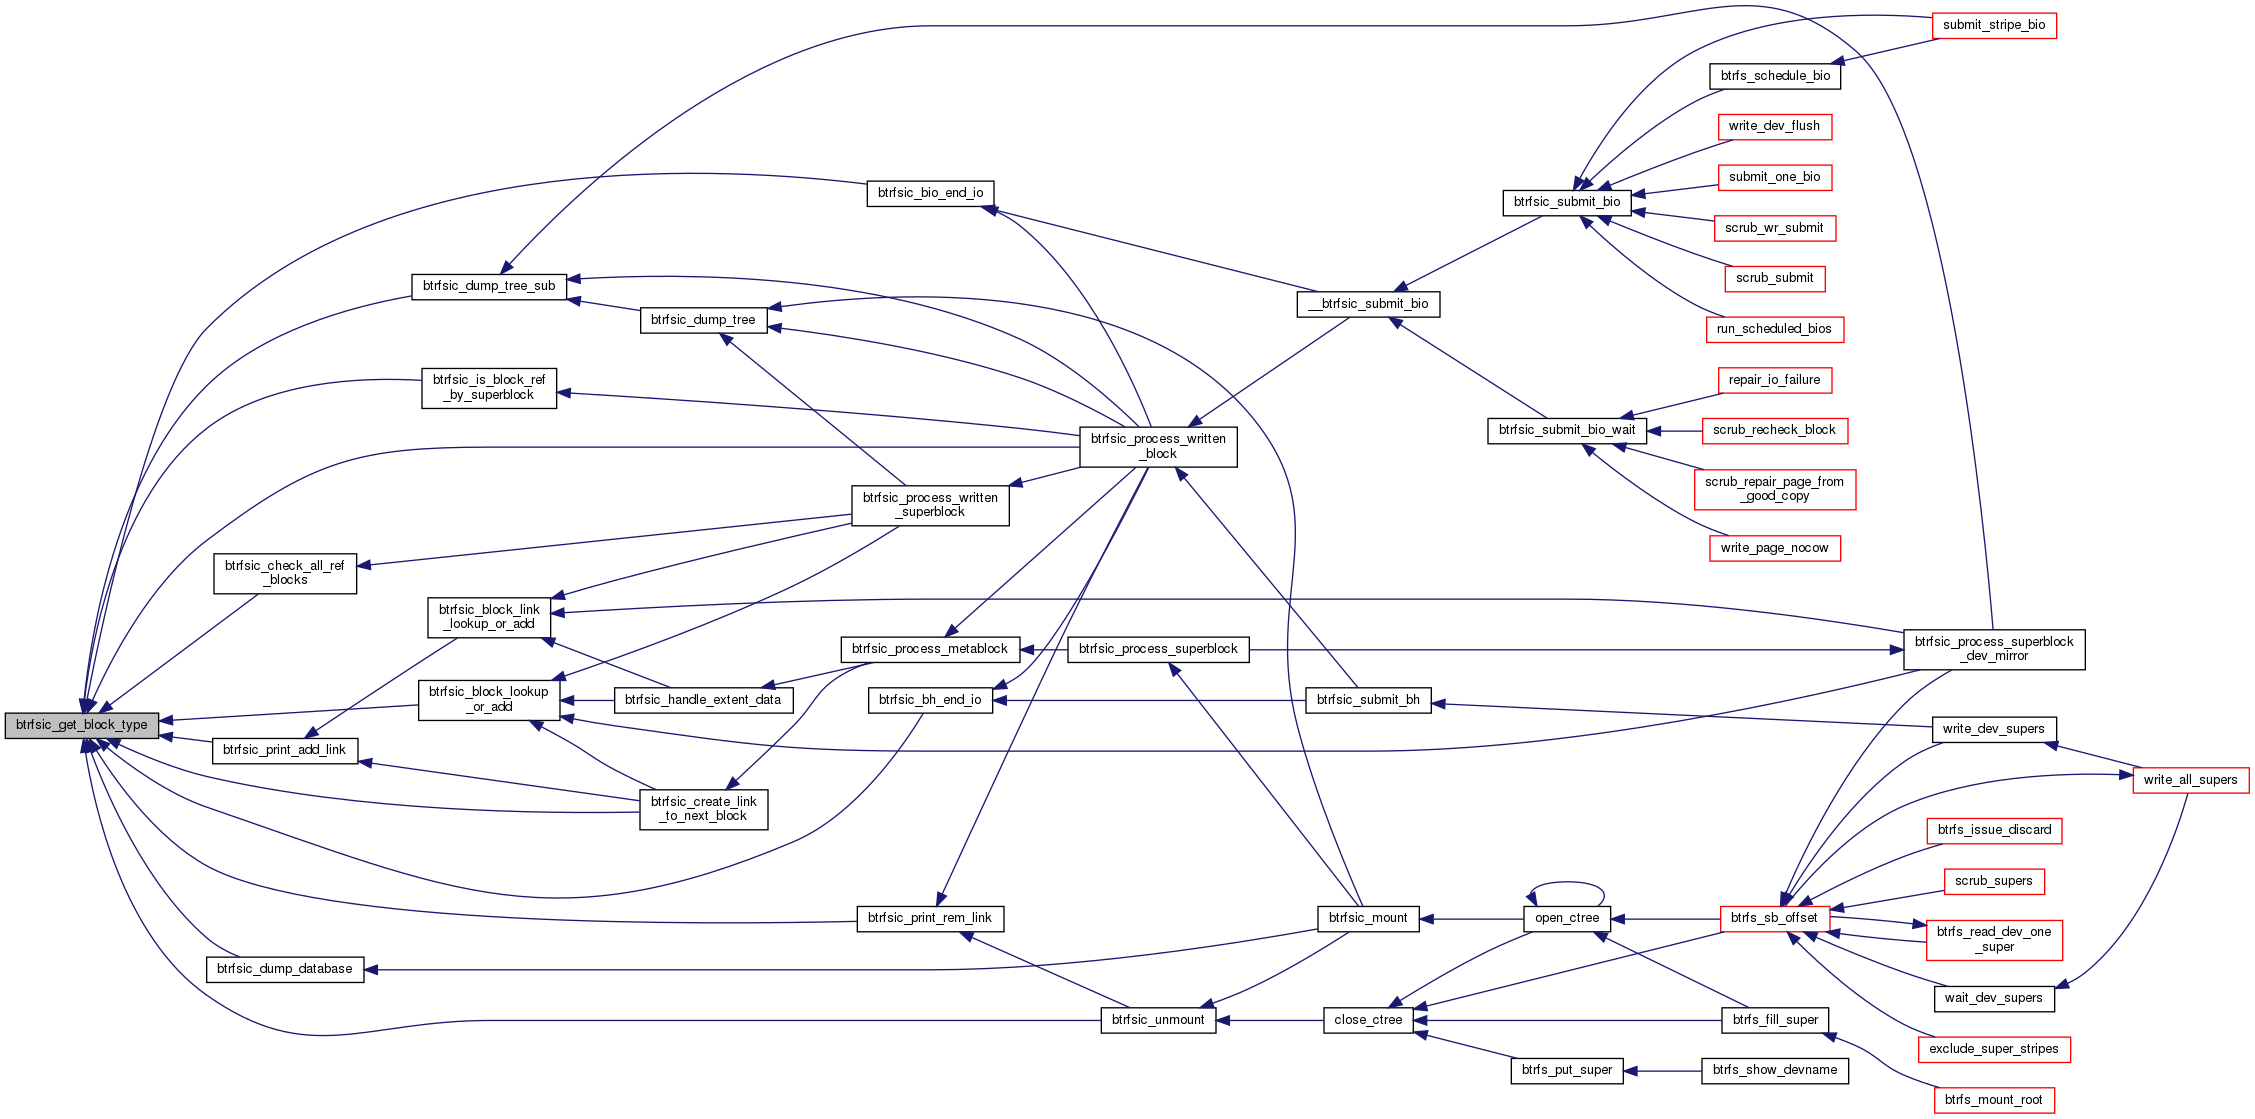 submit_stripe_bio
btrfs_schedule_bio
write_dev_flush
submit_one_bio
btrfsic_bio_end_io
btrfsic_submit_bio
scrub_wr_submit
scrub_submit
btrfsic_dump_tree_sub
__btrfsic_submit_bio
btrfsic_dump_tree
run_scheduled_bios
btrfsic_is_block_ref
_by_superblock
repair_io_failure
btrfsic_process_written
_block
btrfsic_submit_bio_wait
scrub_recheck_block
scrub_repair_page_from
_good_copy
btrfsic_process_written
_superblock
write_page_nocow
btrfsic_check_all_ref
_blocks
btrfsic_block_link
_lookup_or_add
btrfsic_process_metablock
btrfsic_process_superblock
btrfsic_process_superblock
_dev_mirror
btrfsic_block_lookup
_or_add
btrfsic_handle_extent_data
btrfsic_bh_end_io
btrfsic_submit_bh
btrfsic_get_block_type
write_dev_supers
btrfsic_print_add_link
write_all_supers
btrfsic_create_link
_to_next_block
btrfs_issue_discard
scrub_supers
btrfsic_print_rem_link
btrfsic_mount
open_ctree
btrfs_sb_offset
btrfs_read_dev_one
_super
btrfsic_dump_database
wait_dev_supers
btrfsic_unmount
close_ctree
btrfs_fill_super
exclude_super_stripes
btrfs_put_super
btrfs_show_devname
btrfs_mount_root